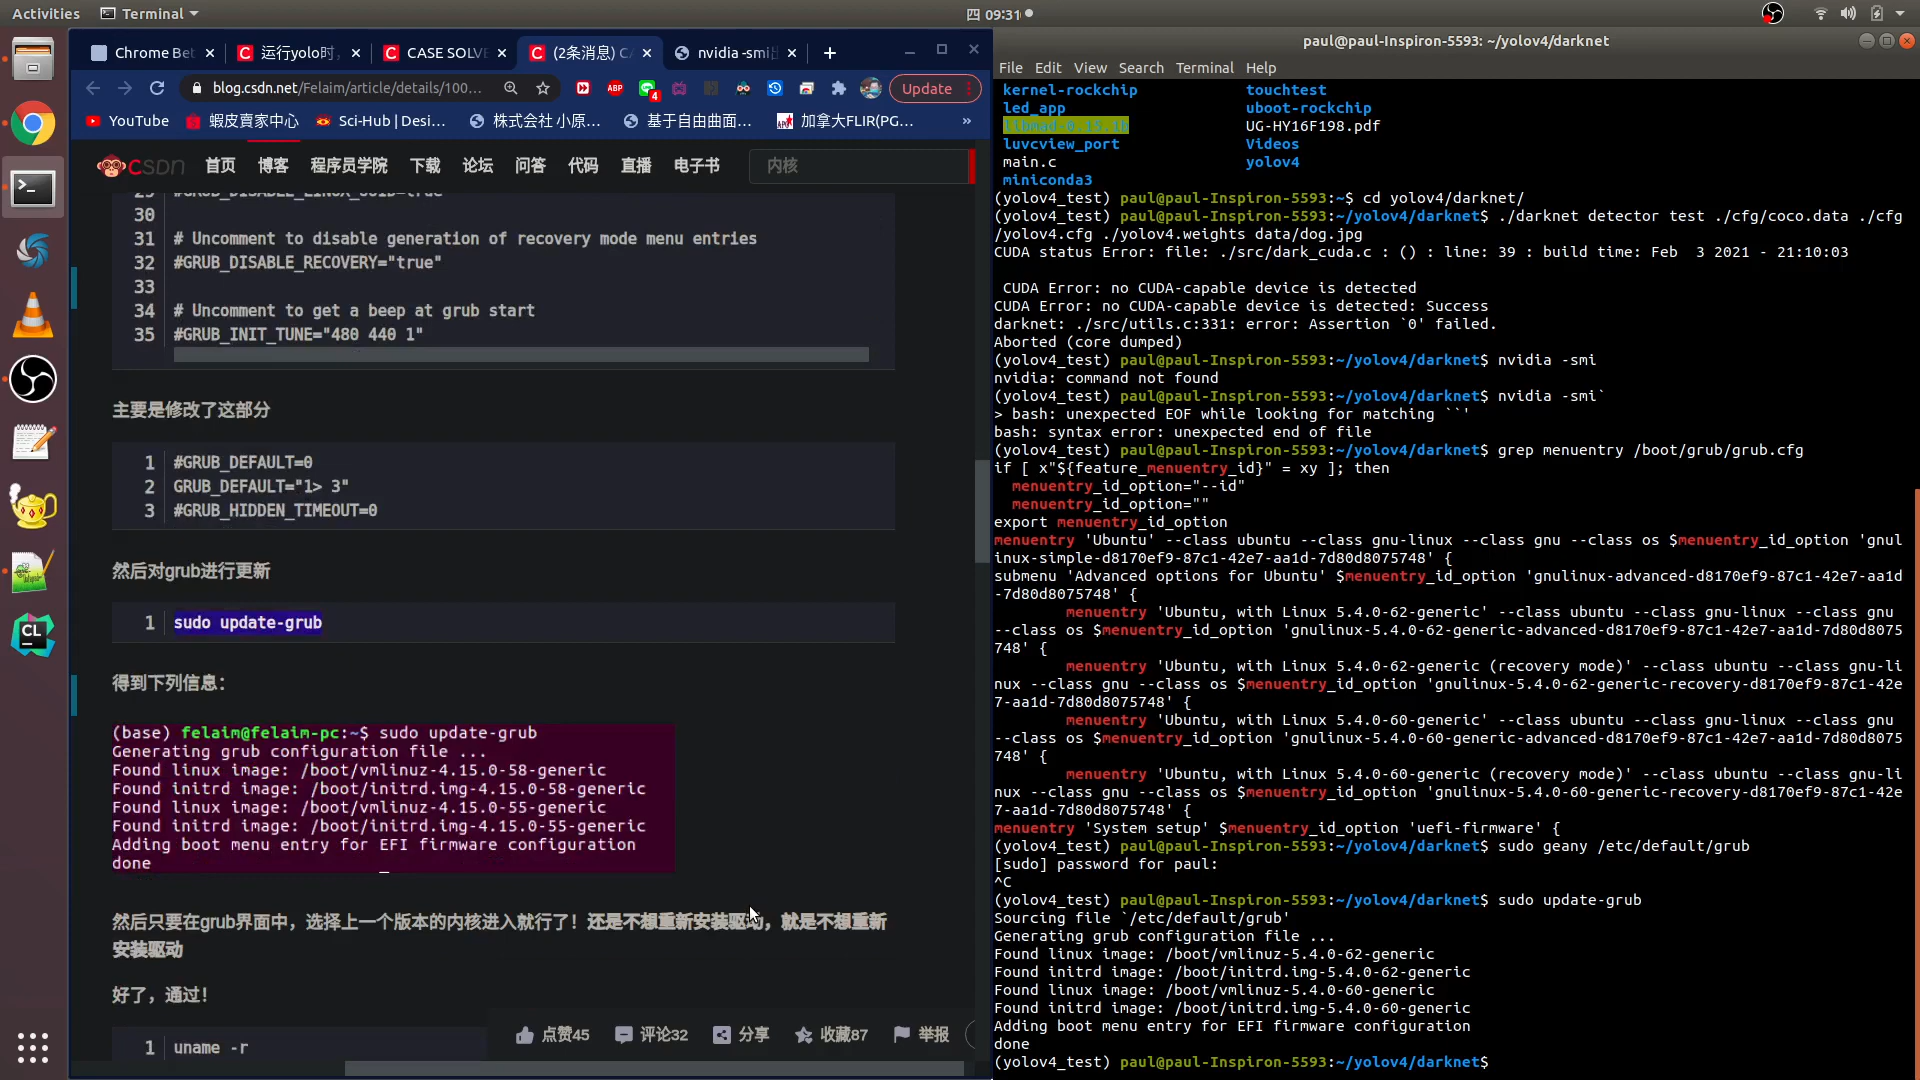 Activities
Terminal
四 09:31
Chrome Bet
运行yolo时,
CASE SOLVE
(2条消息) C
nvidia -smi出
blog.csdn.net/Felaim/article/details/100...
ABP
4
Update
YouTube
蝦皮賣家中心
Sci-Hub | Desi...
株式会社 小原...
基于自由曲面...
加拿大FLIR(PG...
»
CSDN
首页
博客
程序员学院
下载
论坛
问答
代码
直播
电子书
内核
29 #GRUB_DISABLE_LINUX_UUID=true
30
31 # Uncomment to disable generation of recovery mode menu entries
32 #GRUB_DISABLE_RECOVERY="true"
33
34 # Uncomment to get a beep at grub start
35 #GRUB_INIT_TUNE="480 440 1"
主要是修改了这部分
1 #GRUB_DEFAULT=0
2 GRUB_DEFAULT="1> 3"
3 #GRUB_HIDDEN_TIMEOUT=0
然后对grub进行更新
1 sudo update-grub
得到下列信息：
(base) felaim@felaim-pc:~$ sudo update-grub
Generating grub configuration file ...
Found linux image: /boot/vmlinuz-4.15.0-58-generic
Found initrd image: /boot/initrd.img-4.15.0-58-generic
Found linux image: /boot/vmlinuz-4.15.0-55-generic
Found initrd image: /boot/initrd.img-4.15.0-55-generic
Adding boot menu entry for EFI firmware configuration
done
然后只要在grub界面中，选择上一个版本的内核进入就行了！还是不想重新安装驱动，就是不想重新
安装驱动
好了，通过！
1 uname -r
点赞45
评论32
分享
收藏87
举报
paul@paul-Inspiron-5593: ~/yolov4/darknet
File Edit View Search Terminal Help
kernel-rockchip touchtest
led_app uboot-rockchip
UG-HY16F198.pdf
luvcview_port Videos
main.c yolov4
miniconda3
(yolov4_test) paul@paul-Inspiron-5593:~$ cd yolov4/darknet/
(yolov4_test) paul@paul-Inspiron-5593:~/yolov4/darknet$ ./darknet detector test ./cfg/coco.data ./cfg
/yolov4.cfg ./yolov4.weights data/dog.jpg
CUDA status Error: file: ./src/dark_cuda.c : () : line: 39 : build time: Feb  3 2021 - 21:10:03
CUDA Error: no CUDA-capable device is detected
CUDA Error: no CUDA-capable device is detected: Success
darknet: ./src/utils.c:331: error: Assertion `0' failed.
Aborted (core dumped)
(yolov4_test) paul@paul-Inspiron-5593:~/yolov4/darknet$ nvidia -smi
nvidia: command not found
(yolov4_test) paul@paul-Inspiron-5593:~/yolov4/darknet$ nvidia -smi`
> bash: unexpected EOF while looking for matching ``'
bash: syntax error: unexpected end of file
(yolov4_test) paul@paul-Inspiron-5593:~/yolov4/darknet$ grep menuentry /boot/grub/grub.cfg
if [ x"${feature_menuentry_id}" = xy ]; then
menuentry_id_option="--id"
menuentry_id_option=""
export menuentry_id_option
menuentry 'Ubuntu' --class ubuntu --class gnu-linux --class gnu --class os $menuentry_id_option 'gnul
inux-simple-d8170ef9-87c1-42e7-aa1d-7d80d8075748' {
submenu 'Advanced options for Ubuntu' $menuentry_id_option 'gnulinux-advanced-d8170ef9-87c1-42e7-aa1d
-7d80d8075748' {
menuentry 'Ubuntu, with Linux 5.4.0-62-generic' --class ubuntu --class gnu-linux --class gnu
--class os $menuentry_id_option 'gnulinux-5.4.0-62-generic-advanced-d8170ef9-87c1-42e7-aa1d-7d80d8075
748' {
menuentry 'Ubuntu, with Linux 5.4.0-62-generic (recovery mode)' --class ubuntu --class gnu-li
nux --class gnu --class os $menuentry_id_option 'gnulinux-5.4.0-62-generic-recovery-d8170ef9-87c1-42e
7-aa1d-7d80d8075748' {
menuentry 'Ubuntu, with Linux 5.4.0-60-generic' --class ubuntu --class gnu-linux --class gnu
--class os $menuentry_id_option 'gnulinux-5.4.0-60-generic-advanced-d8170ef9-87c1-42e7-aa1d-7d80d8075
748' {
menuentry 'Ubuntu, with Linux 5.4.0-60-generic (recovery mode)' --class ubuntu --class gnu-li
nux --class gnu --class os $menuentry_id_option 'gnulinux-5.4.0-60-generic-recovery-d8170ef9-87c1-42e
7-aa1d-7d80d8075748' {
menuentry 'System setup' $menuentry_id_option 'uefi-firmware' {
(yolov4_test) paul@paul-Inspiron-5593:~/yolov4/darknet$ sudo geany /etc/default/grub
[sudo] password for paul:
^C
(yolov4_test) paul@paul-Inspiron-5593:~/yolov4/darknet$ sudo update-grub
Sourcing file `/etc/default/grub'
Generating grub configuration file ...
Found linux image: /boot/vmlinuz-5.4.0-62-generic
Found initrd image: /boot/initrd.img-5.4.0-62-generic
Found linux image: /boot/vmlinuz-5.4.0-60-generic
Found initrd image: /boot/initrd.img-5.4.0-60-generic
Adding boot menu entry for EFI firmware configuration
done
(yolov4_test) paul@paul-Inspiron-5593:~/yolov4/darknet$